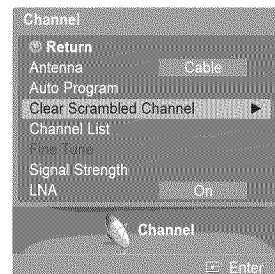 Channel
Return
Antenna Cable
Auto Program
Clear Scrambled Channel
Channel List
Fine Tune
Signal Strength
LNA On
Channel
Enter